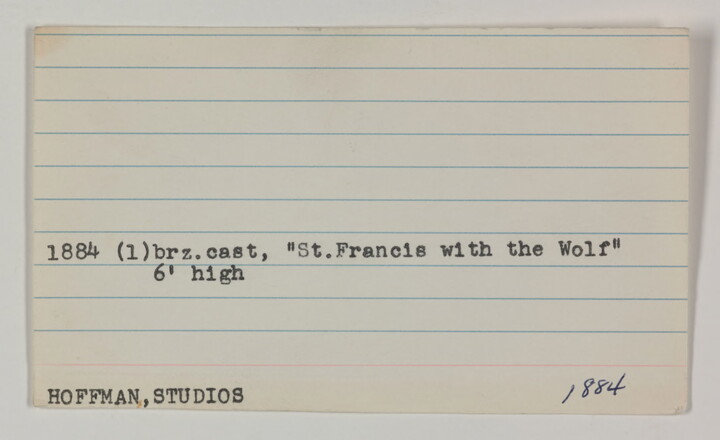 1884 (1)brz.cast, "St.Francis with the Wolf"
6' high
HOFFMAN,STUDIOS
1884